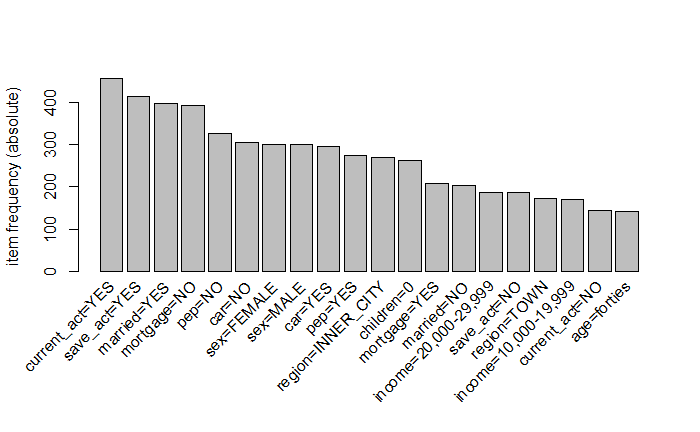 item frequency (absolute)
400
300
200
100
0
current_act=YES
save_act=YES
married=YES
mortgage=NO
pep=NO
car=NO
sex=FEMALE
sex=MALE
car=YES
pep=YES
region=INNER_CITY
children=0
mortgage=YES
married=NO
income=20,000-29,999
save_act=NO
region=TOWN
income=10,000-19,999
current_act=NO
age=forties